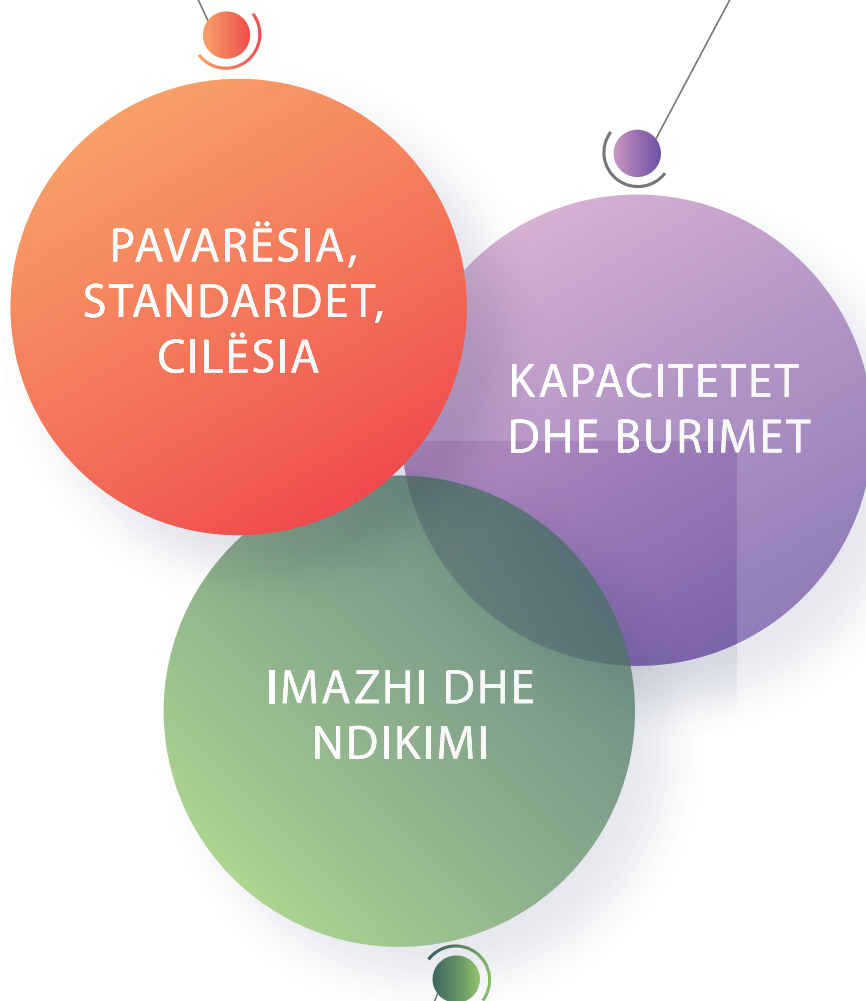 PAVARËSIA,
STANDARDET,
CILËSIA
KAPACITETET
DHE BURIMET
IMAZHI DHE
NDIKIMI